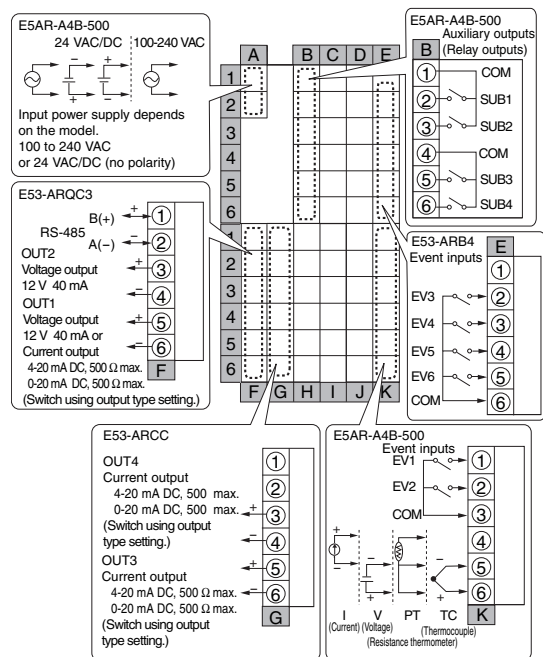 E5AR-A4B-500
24 VAC/DC 100-240 VAC
Input power supply depends
on the model.
100 to 240 VAC
or 24 VAC/DC (no polarity)
A B C D E
1
2
3
4
5
6
1
2
3
4
5
6
F G H I J K
E5AR-A4B-500
Auxiliary outputs
(Relay outputs)
B
1 COM
2 SUB1
3 SUB2
4 COM
5 SUB3
6 SUB4
E53-ARQC3
B(+) + 1
RS-485
A(−) − 2
OUT2
Voltage output + 3
12 V 40 mA
− 4
OUT1
Voltage output + 5
12 V 40 mA or
Current output − 6
4-20 mA DC, 500 Ω max.
0-20 mA DC, 500 Ω max.
F
(Switch using output type setting.)
E53-ARB4
Event inputs
E
1
EV3 2
EV4 3
EV5 4
EV6 5
COM 6
E53-ARCC
OUT4 1
Current output 2
4-20 mA DC, 500 max.
0-20 mA DC, 500 max. + 3
(Switch using output
type setting.) − 4
OUT3 + 5
Current output
4-20 mA DC, 500 Ω max. − 6
0-20 mA DC, 500 Ω max.
(Switch using output
type setting.)
G
E5AR-A4B-500
Event inputs
EV1 1
EV2 2
COM 3
4
5
6
+ − − +
− +
I V PT TC K
(Current) (Voltage) (Thermocouple)
(Resistance thermometer)